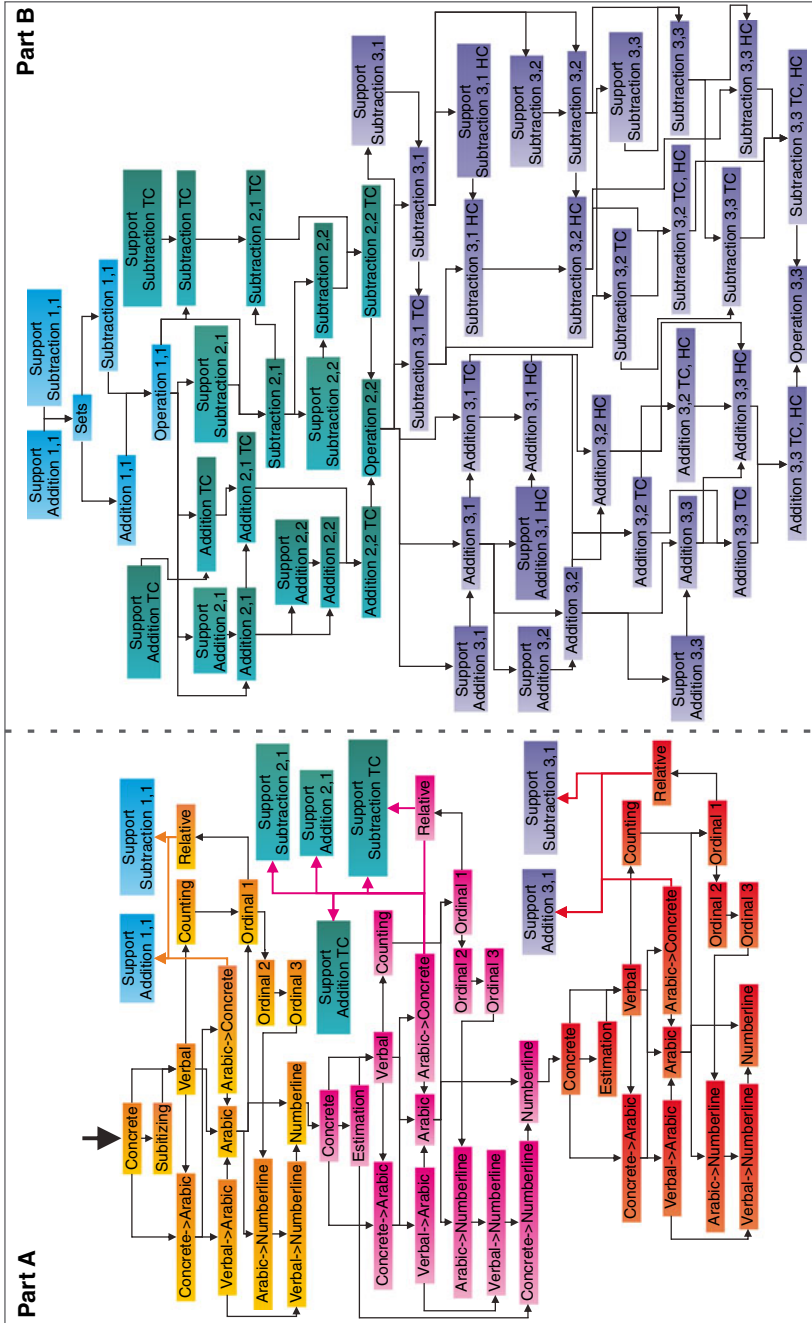 Part A
Concrete
Subitizing
Concrete->Arabic
Verbal
Counting
Relative
Support
Addition 1,1
Support
Subtraction 1,1
Verbal->Arabic
Arabic
Arabic->Concrete
Ordinal 1
Arabic->Numberline
Ordinal 2
Verbal->Numberline
Numberline
Ordinal 3
Support
Subtraction 2,1
Support
Addition 2,1
Support
Addition TC
Support
Subtraction TC
Concrete
Estimation
Concrete->Arabic
Verbal
Counting
Verbal->Arabic
Arabic
Arabic->Concrete
Relative
Arabic->Numberline
Ordinal 2
Ordinal 1
Verbal->Numberline
Ordinal 3
Concrete->Numberline
Numberline
Support
Addition 3,1
Support
Subtraction 3,1
Concrete
Estimation
Concrete->Arabic
Verbal
Counting
Relative
Verbal->Arabic
Arabic
Arabic->Concrete
Arabic->Numberline
Ordinal 2
Ordinal 1
Verbal->Numberline
Numberline
Ordinal 3
Part B
Support
Addition 1,1
Support
Subtraction 1,1
Sets
Addition 1,1
Subtraction 1,1
Operation 1,1
Support
Addition TC
Support
Subtraction TC
Addition TC
Support
Subtraction 2,1
Subtraction TC
Support
Addition 2,1
Addition 2,1
Addition 2,1 TC
Subtraction 2,1
Subtraction 2,1 TC
Support
Addition 2,2
Support
Subtraction 2,2
Subtraction 2,2
Addition 2,2
Addition 2,2 TC
Operation 2,2
Subtraction 2,2 TC
Support
Subtraction 3,1
Subtraction 3,1 TC
Subtraction 3,1
Support
Addition 3,1
Addition 3,1
Addition 3,1 TC
Subtraction 3,1 HC
Support
Subtraction 3,1 HC
Support
Addition 3,2
Support
Addition 3,1 HC
Addition 3,1 HC
Support
Subtraction 3,2
Addition 3,2
Addition 3,2 HC
Subtraction 3,2 HC
Subtraction 3,2
Addition 3,2 TC
Subtraction 3,2 TC
Support
Subtraction 3,3
Support
Addition 3,3
Addition 3,3
Addition 3,2 TC, HC
Subtraction 3,2 TC, HC
Subtraction 3,3
Addition 3,3 TC
Addition 3,3 HC
Subtraction 3,3 TC
Subtraction 3,3 HC
Addition 3,3 TC, HC
Operation 3,3
Subtraction 3,3 TC, HC